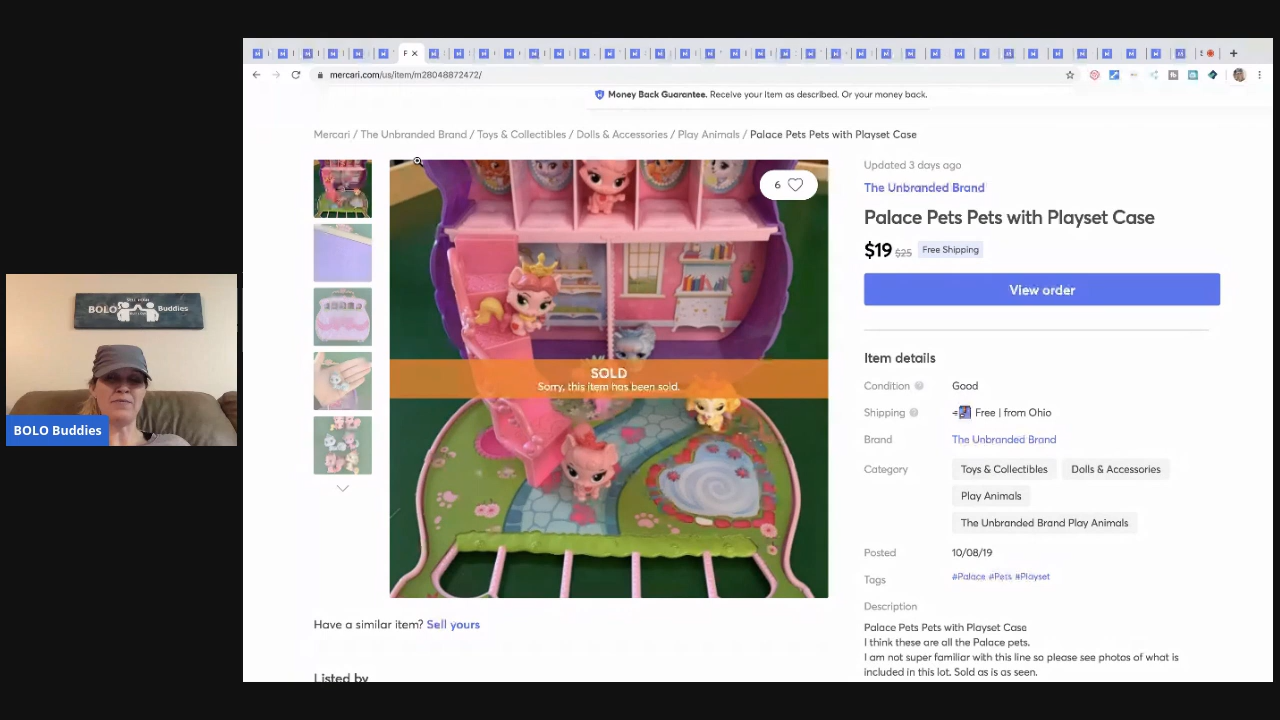 mercari.com/us/item/m28048872472/
Money Back Guarantee. Receive your item as described. Or your money back.
Mercari / The Unbranded Brand / Toys & Collectibles / Dolls & Accessories / Play Animals / Palace Pets Pets with Playset Case
Updated 3 days ago
6
The Unbranded Brand
Palace Pets Pets with Playset Case
$19 $25 Free Shipping
View order
SOLD
Sorry, this item has been sold.
Item details
Condition Good
Shipping Free | from Ohio
Brand The Unbranded Brand
Category Toys & Collectibles Dolls & Accessories
Play Animals
The Unbranded Brand Play Animals
Posted 10/08/19
Tags #Palace #Pets #Playset
Description
Palace Pets Pets with Playset Case
I think these are all the Palace pets.
I am not super familiar with this line so please see photos of what is
included in this lot. Sold as is as seen.
Have a similar item? Sell yours
Listed by
BOLO Buddies
BOLO Buddies